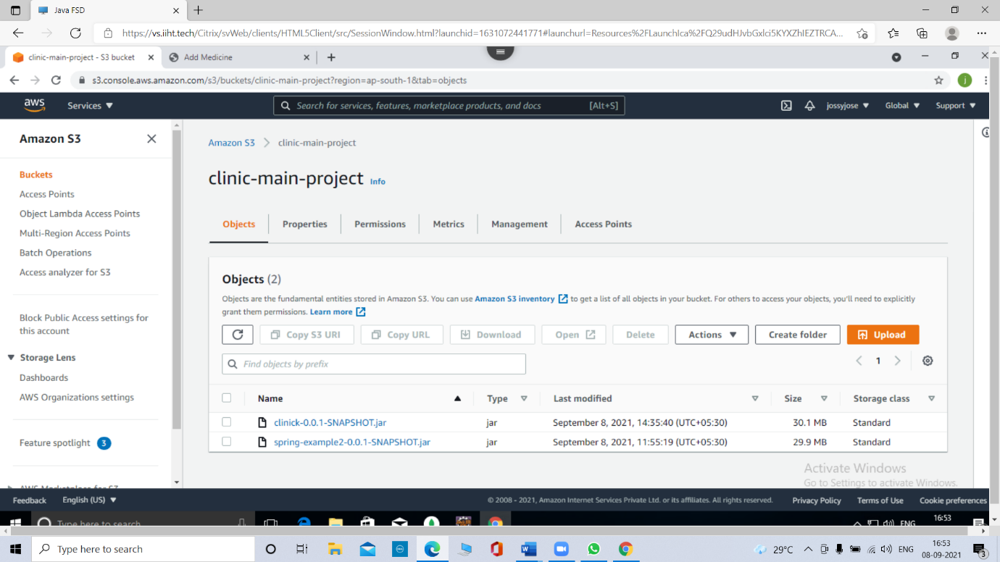 Java FSD
https://vs.iiht.tech/Citrix/svWeb/clients/HTML5Client/src/SessionWindow.html?launchid=1631072441771#launchurl=Resources%2FLaunchIca%2FQ29udHJvbGxlci5KYXZhIEZTRCA...
clinic-main-project - S3 bucket
Add Medicine
s3.console.aws.amazon.com/s3/buckets/clinic-main-project?region=ap-south-1&tab=objects
j
aws Services ▼ Search for services, features, marketplace products, and docs [Alt+S] jossyjose ▼ Global ▼ Support ▼
Amazon S3
Buckets
Access Points
Object Lambda Access Points
Multi-Region Access Points
Batch Operations
Access analyzer for S3
Block Public Access settings for
this account
Storage Lens
Dashboards
AWS Organizations settings
Feature spotlight 3
AWS Marketplace for S3
Amazon S3 > clinic-main-project
clinic-main-project Info
Objects Properties Permissions Metrics Management Access Points
Objects (2)
Objects are the fundamental entities stored in Amazon S3. You can use Amazon S3 inventory to get a list of all objects in your bucket. For others to access your objects, you'll need to explicitly
grant them permissions. Learn more
Copy S3 URI Copy URL Download Open Delete Actions ▼ Create folder Upload
Find objects by prefix
1
Name Type Last modified Size Storage class
clinick-0.0.1-SNAPSHOT.jar jar September 8, 2021, 14:35:40 (UTC+05:30) 30.1 MB Standard
spring-example2-0.0.1-SNAPSHOT.jar jar September 8, 2021, 11:55:19 (UTC+05:30) 29.9 MB Standard
Activate Windows
Go to Settings to activate Windows.
Feedback English (US) ▼ © 2008 - 2021, Amazon Internet Services Private Ltd. or its affiliates. All rights reserved. Privacy Policy Terms of Use Cookie preferences
Type here to search ENG 16:53
Type here to search 29°C ENG 16:53
08-09-2021 3